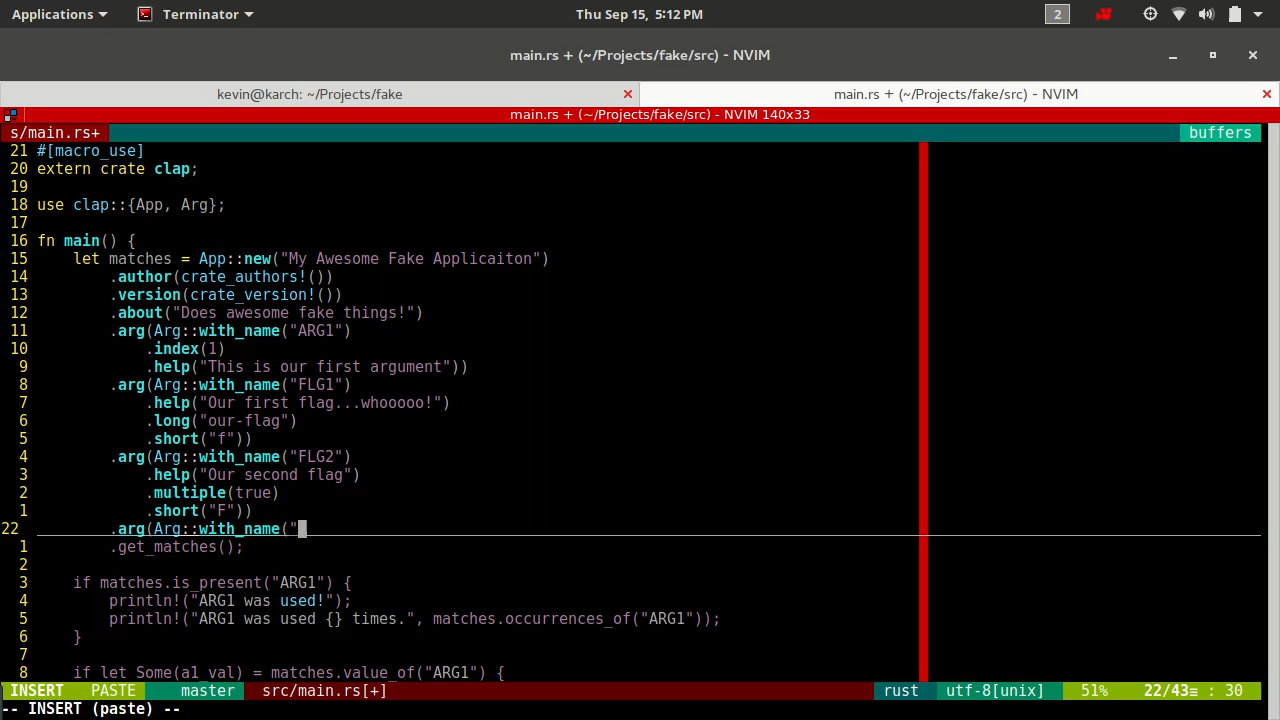 Applications Terminator Thu Sep 15, 5:12 PM 2
main.rs + (~/Projects/fake/src) - NVIM
kevin@karch: ~/Projects/fake main.rs + (~/Projects/fake/src) - NVIM
main.rs + (~/Projects/fake/src) - NVIM 140x33
s/main.rs+ buffers
21 #[macro_use]
20 extern crate clap;
19
18 use clap::{App, Arg};
17
16 fn main() {
15     let matches = App::new("My Awesome Fake Applicaiton")
14         .author(crate_authors!())
13         .version(crate_version!())
12         .about("Does awesome fake things!")
11         .arg(Arg::with_name("ARG1")
10             .index(1)
9             .help("This is our first argument"))
8         .arg(Arg::with_name("FLG1")
7             .help("Our first flag...whooooo!")
6             .long("our-flag")
5             .short("f"))
4         .arg(Arg::with_name("FLG2")
3             .help("Our second flag")
2             .multiple(true)
1             .short("F"))
22         .arg(Arg::with_name("
1         .get_matches();
2
3     if matches.is_present("ARG1") {
4         println!("ARG1 was used!");
5         println!("ARG1 was used {} times.", matches.occurrences_of("ARG1"));
6     }
7
8     if let Some(a1_val) = matches.value_of("ARG1") {
INSERT PASTE master src/main.rs[+] rust utf-8[unix] 51% 22/43≡ : 30
-- INSERT (paste) --